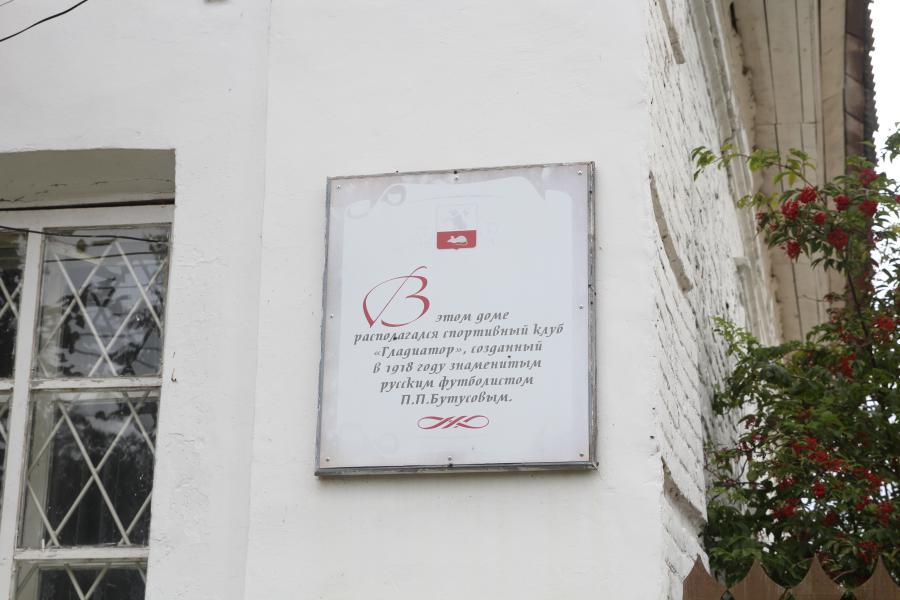 В этом доме
располагался спортивный клуб
«Гладиатор», созданный
в 1918 году знаменитым
русским футболистом
П.П.Бутусовым.